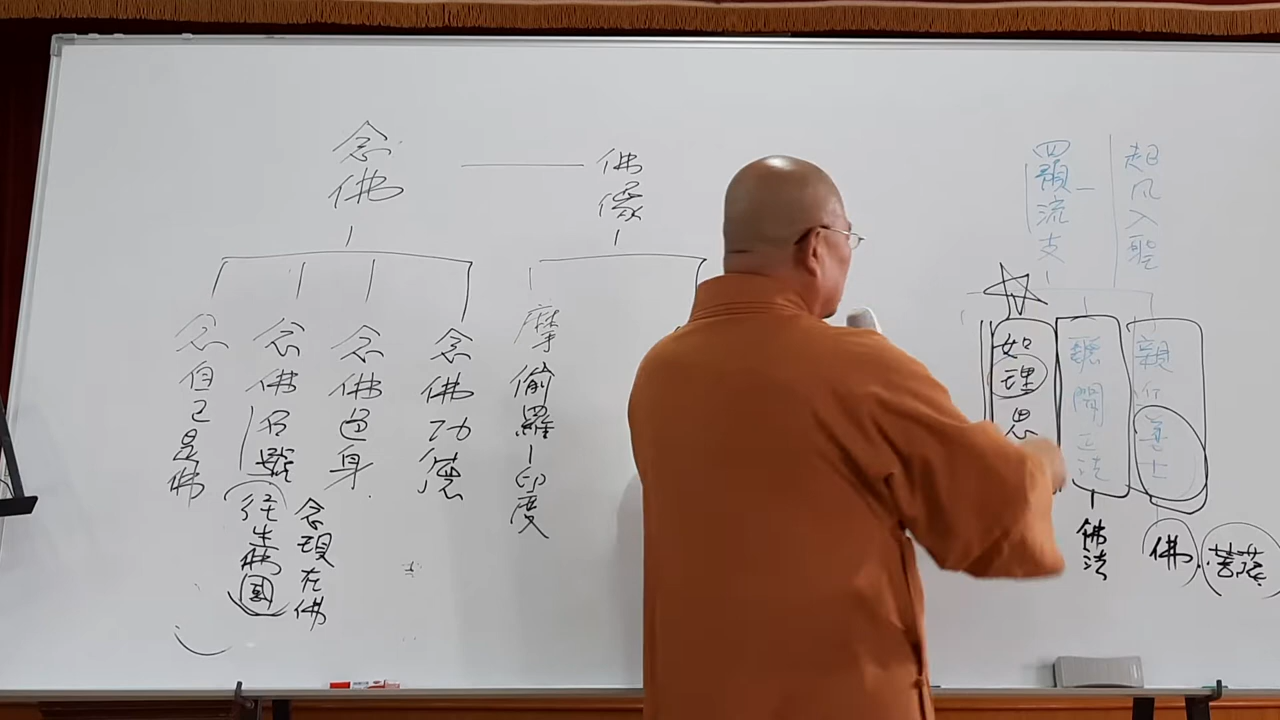 超凡入聖
預流支
親近善士
聽聞正法
如理思
佛
菩薩
佛法
佛像
摩偷羅-印度
念佛
念佛功德
念佛色身
念佛名號
念自己是佛
念現在佛
往生佛國